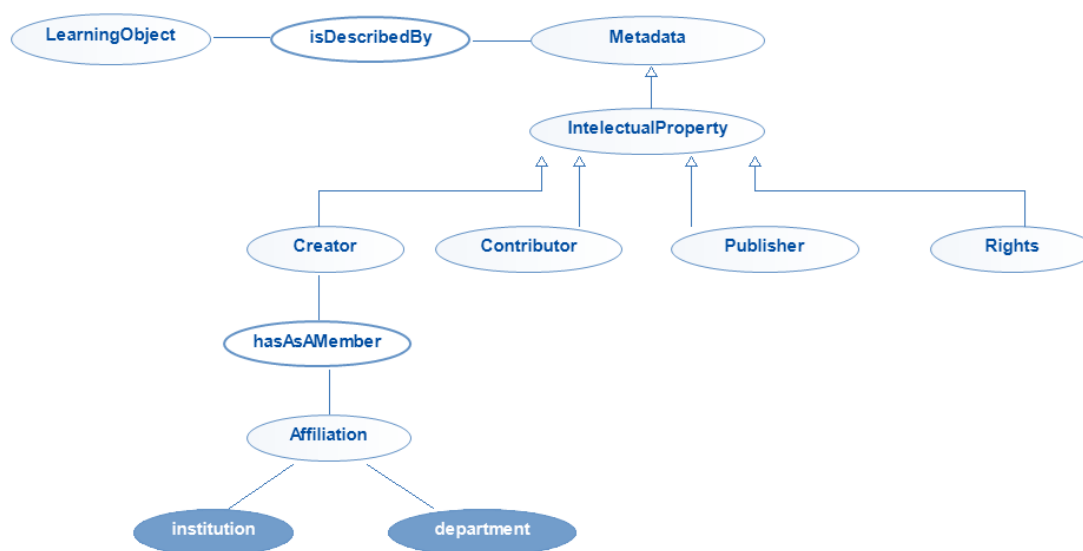 LearningObject
isDescribedBy
Metadata
IntelectualProperty
Creator
Contributor
Publisher
Rights
hasAsAMember
Affiliation
institution
department